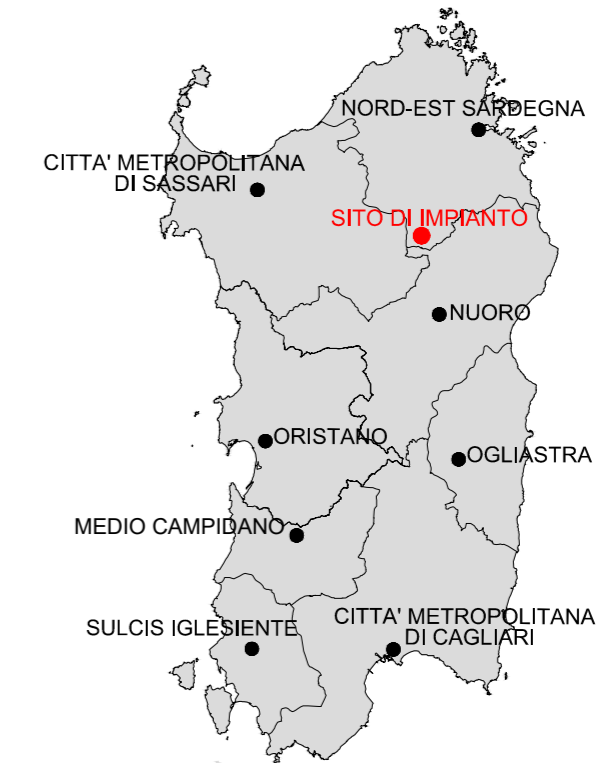 NORD-EST SARDEGNA
CITTA' METROPOLITANA
DI SASSARI
SITO DI IMPIANTO
NUORO
ORISTANO
OGLIASTRA
MEDIO CAMPIDANO
SULCIS IGLESIENTE
CITTA' METROPOLITANA
DI CAGLIARI